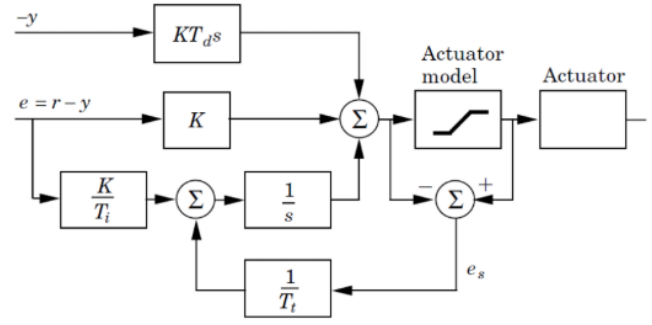 −y
KT_d s
Actuator
model
Actuator
e = r − y
K
Σ
K
T_i
Σ
1
s
− Σ +
1
T_t
e_s